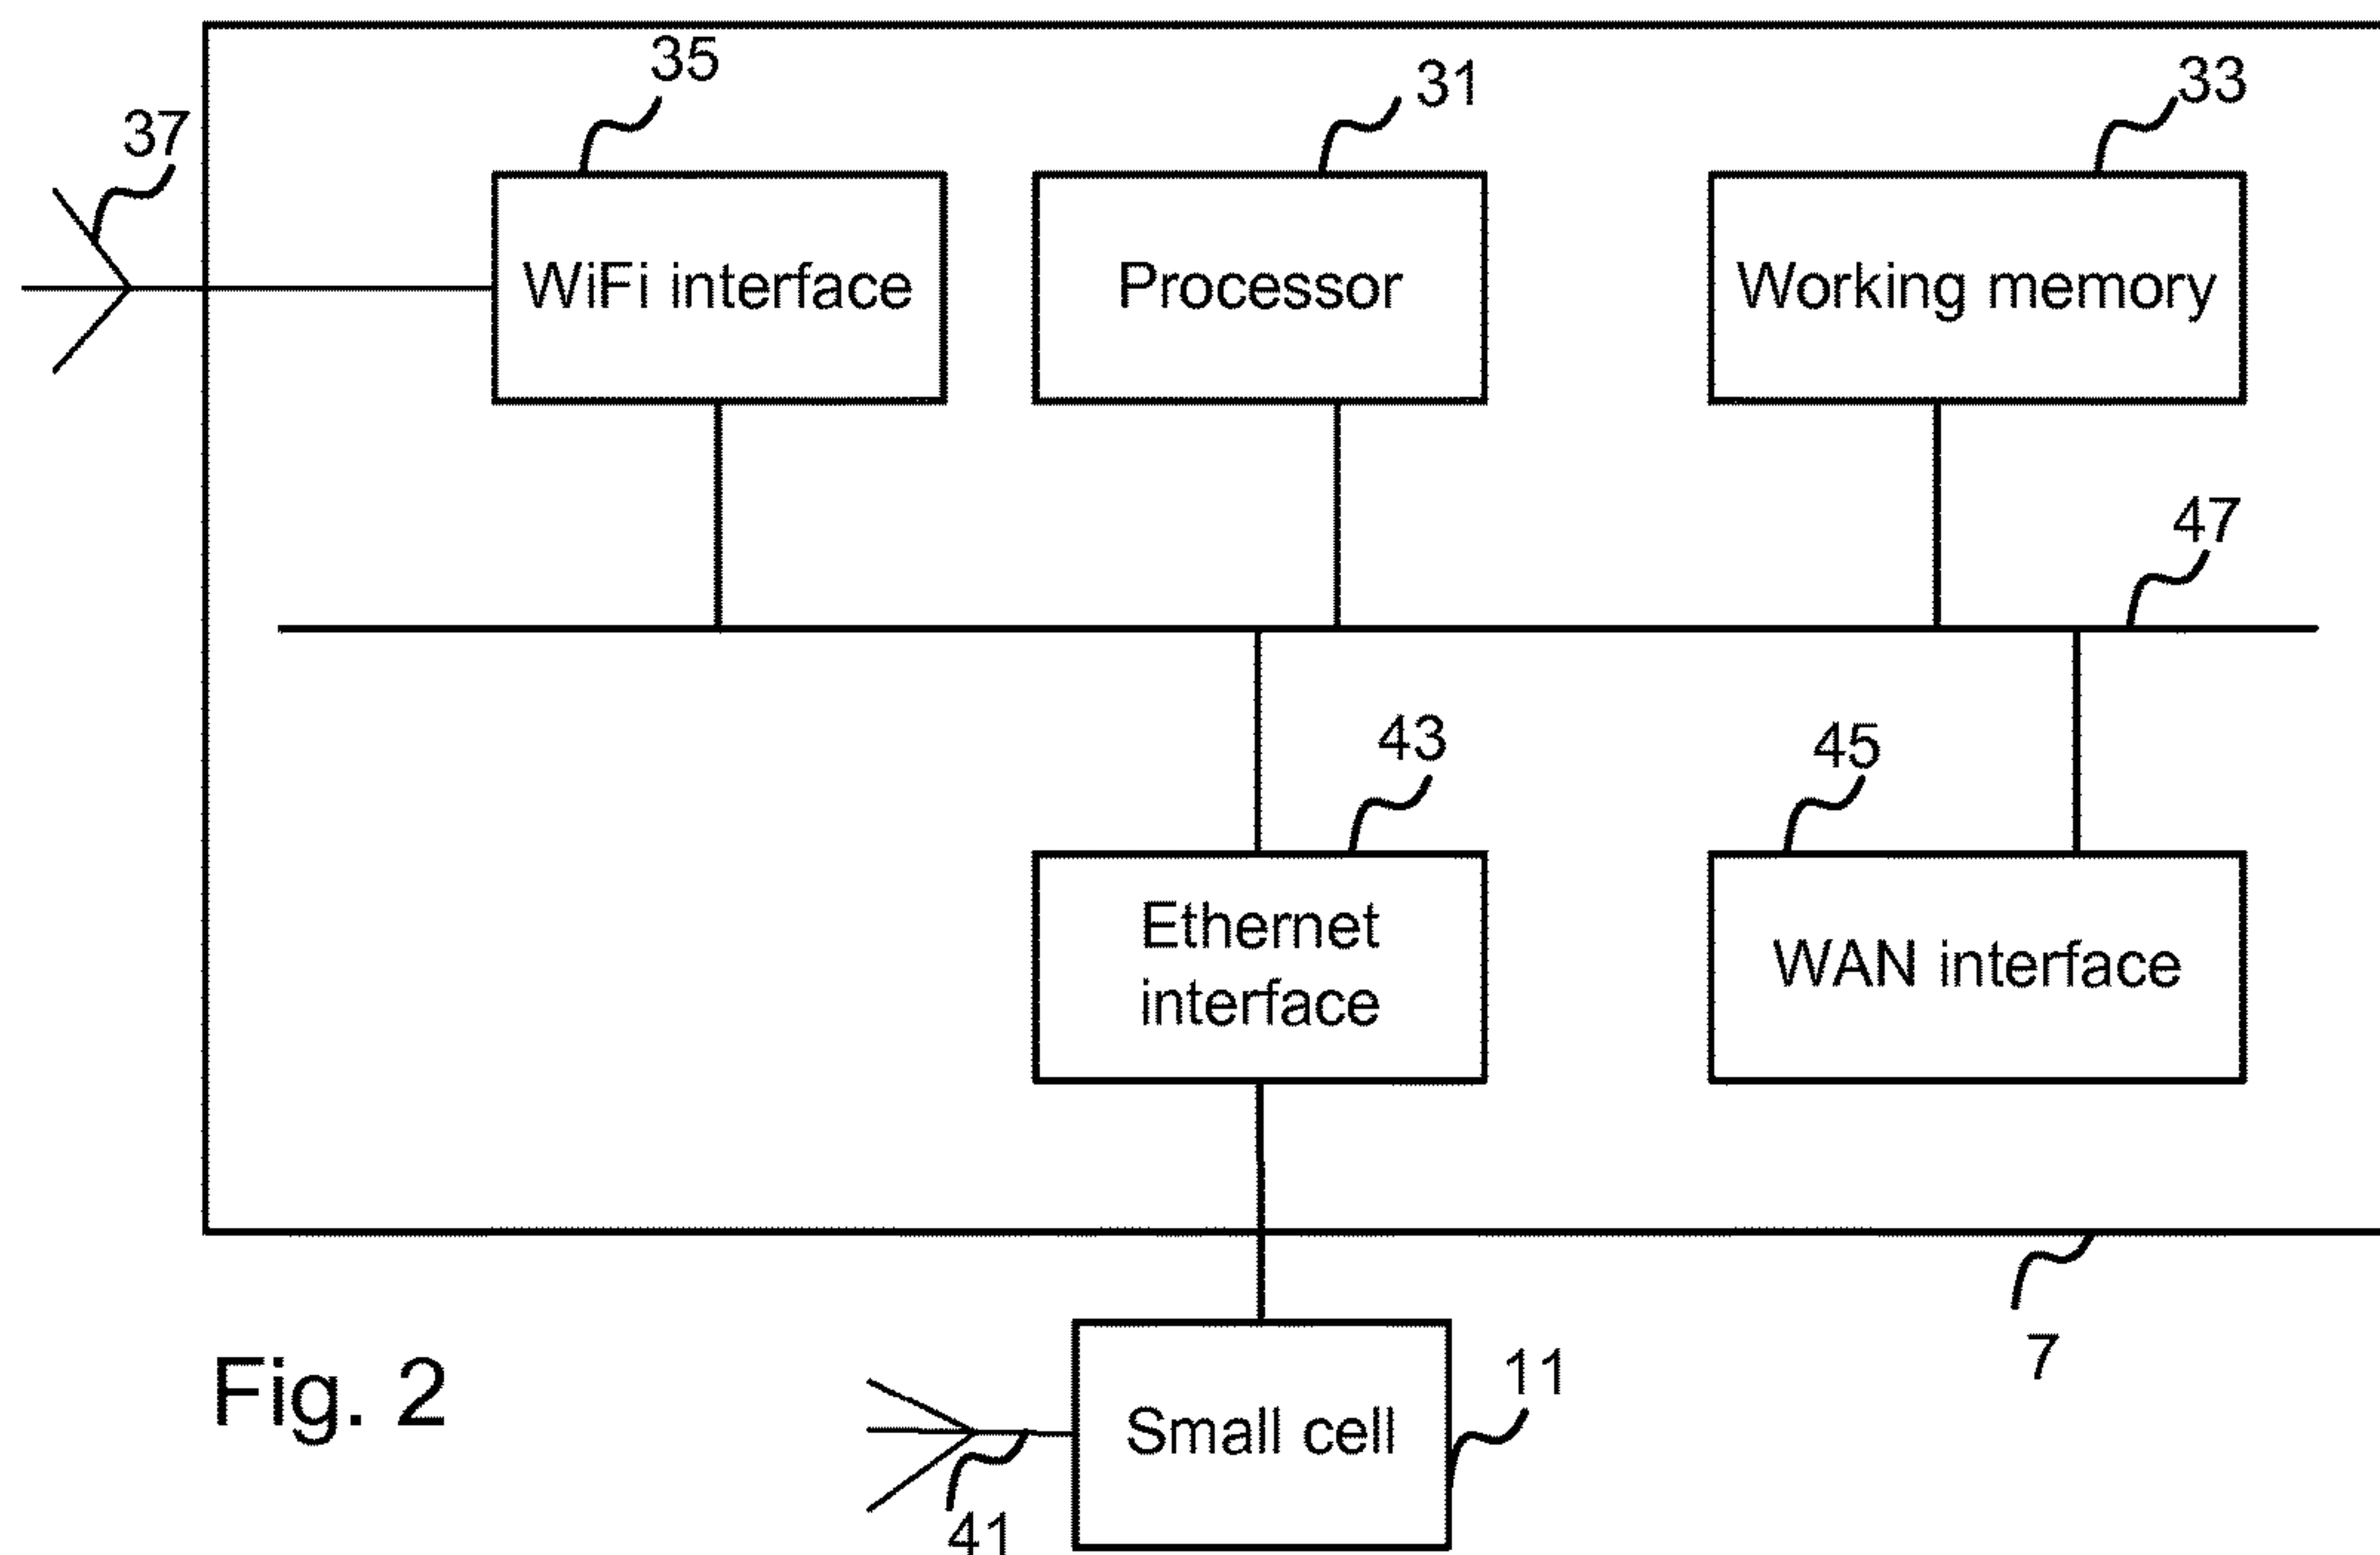 35
31
33
37
WiFi interface
Processor
Working memory
47
43
45
Ethernet
interface
WAN interface
7
Fig. 2
11
Small cell
41